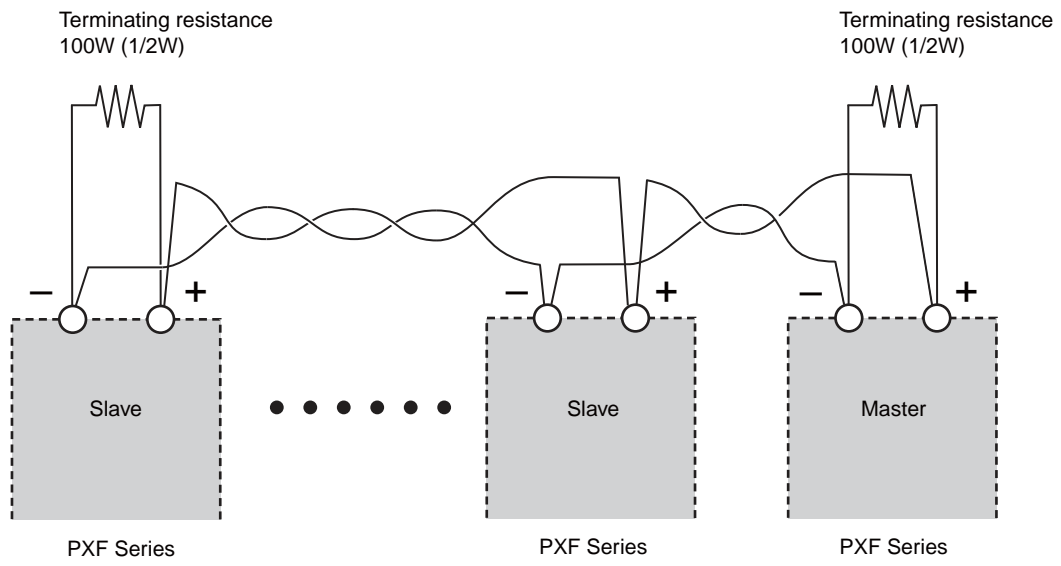 Terminating resistance
100W (1/2W)
Terminating resistance
100W (1/2W)
– +
– +
– +
Slave
Slave
Master
PXF Series
PXF Series
PXF Series